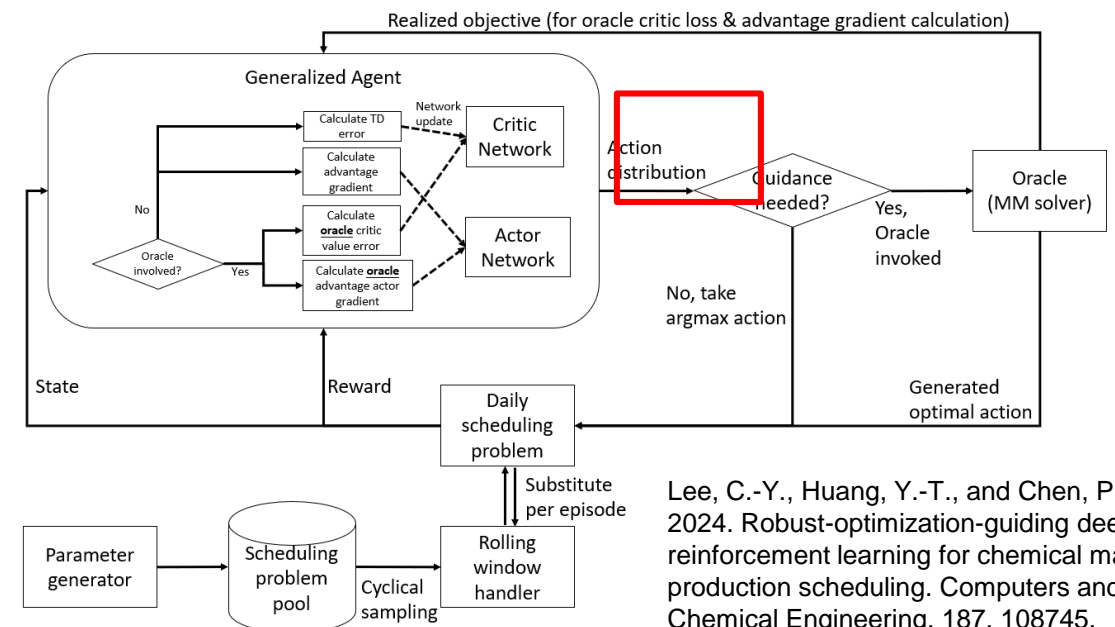 Realized objective (for oracle critic loss & advantage gradient calculation)
Generalized Agent
Calculate TD
error
Network
update
Critic
Network
Calculate
advantage
gradient
No
Calculate
oracle critic
value error
Actor
Network
Oracle
involved?
Yes
Calculate oracle
advantage actor
gradient
Action
distribution
Guidance
needed?
Yes,
Oracle
invoked
Oracle
(MM solver)
No, take
argmax action
State
Reward
Daily
scheduling
problem
Generated
optimal action
Substitute
per episode
Parameter
generator
Scheduling
problem
pool
Cyclical
sampling
Rolling
window
handler
Lee, C.-Y., Huang, Y.-T., and Chen, P
2024. Robust-optimization-guiding dee
reinforcement learning for chemical ma
production scheduling. Computers and
Chemical Engineering, 187, 108745.